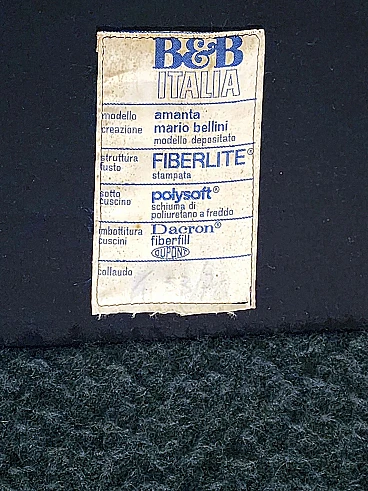 B&B
ITALIA
modello amanta
creazione mario bellini
modello depositato
struttura FIBERLITE®
fusto stampata
sotto polysoft®
cuscino schiuma di
poliuretano a freddo
imbottitura Dacron®
cuscini fiberfill
DUPONT
collaudo